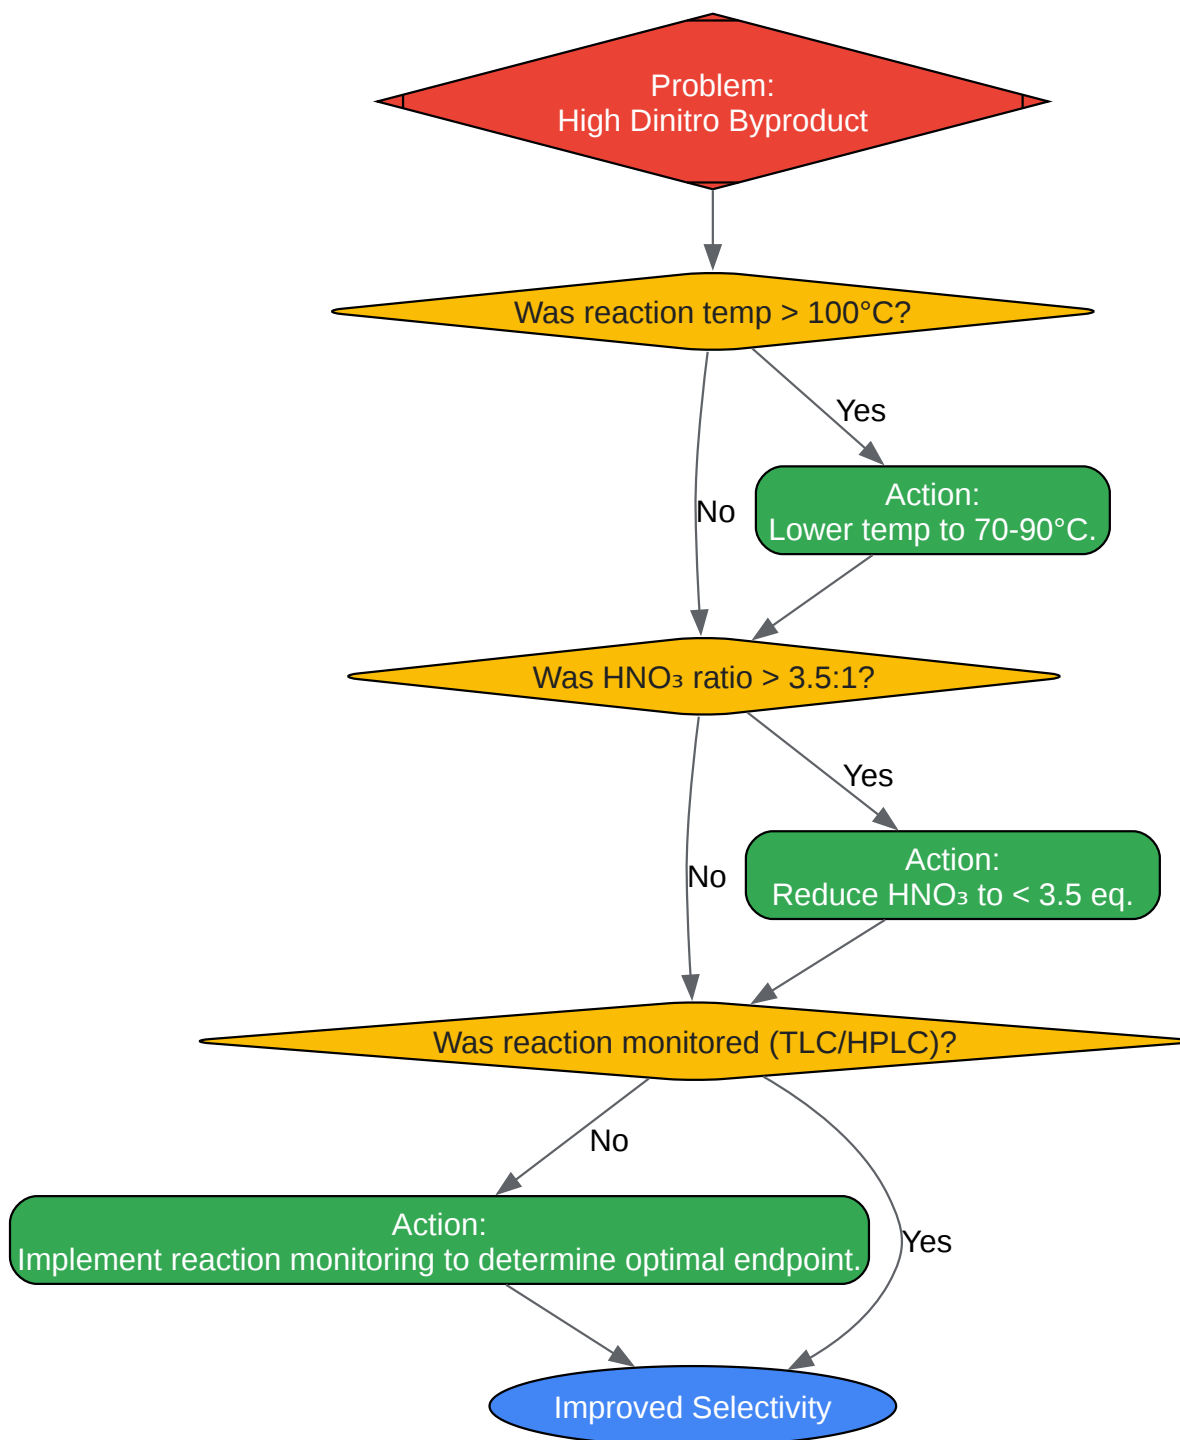 Problem:
High Dinitro Byproduct
Was reaction temp > 100°C?
Yes
Action:
Lower temp to 70-90°C.
No
Was HNO₃ ratio > 3.5:1?
Yes
Action:
Reduce HNO₃ to < 3.5 eq.
No
Was reaction monitored (TLC/HPLC)?
No
Action:
Implement reaction monitoring to determine optimal endpoint.
Yes
Improved Selectivity